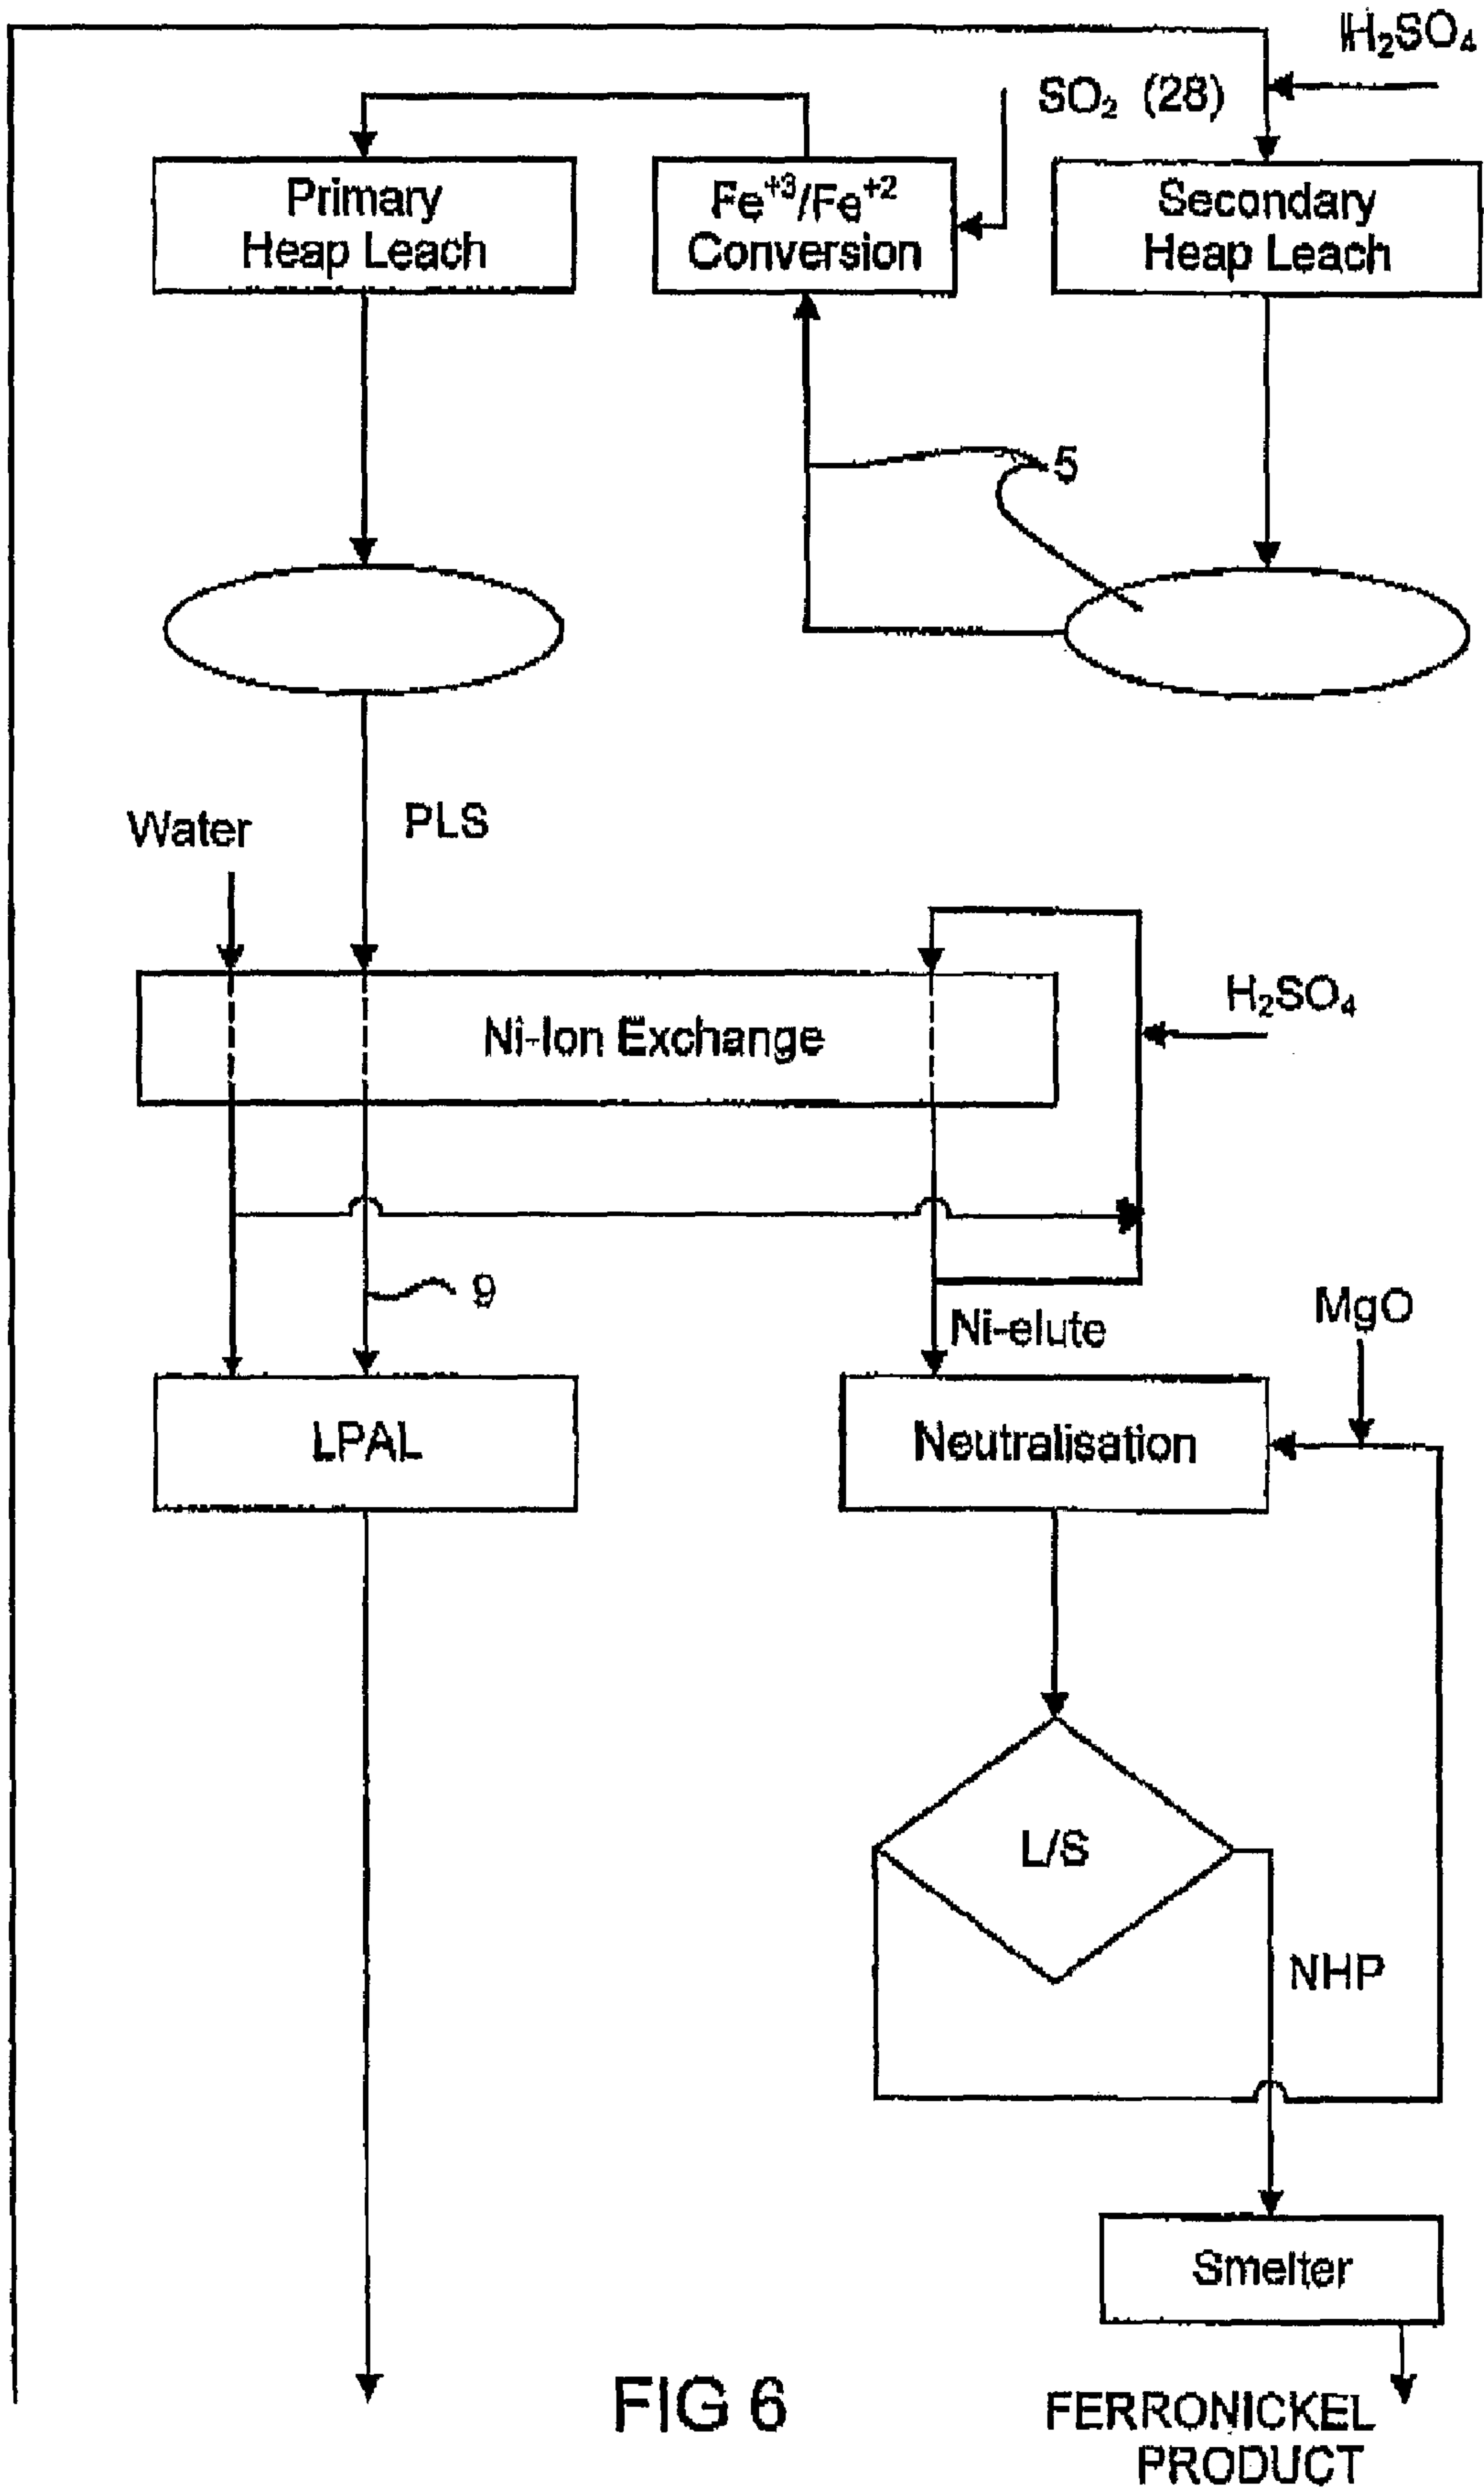 H₂SO₄
SO₂ (28)
Primary
Heap Leach
Fe⁺³/Fe⁺²
Conversion
Secondary
Heap Leach
5
Water
PLS
Ni-Ion Exchange
H₂SO₄
9
Ni-elute
MgO
LPAL
Neutralisation
L/S
NHP
Smelter
FIG 6
FERRONICKEL
PRODUCT